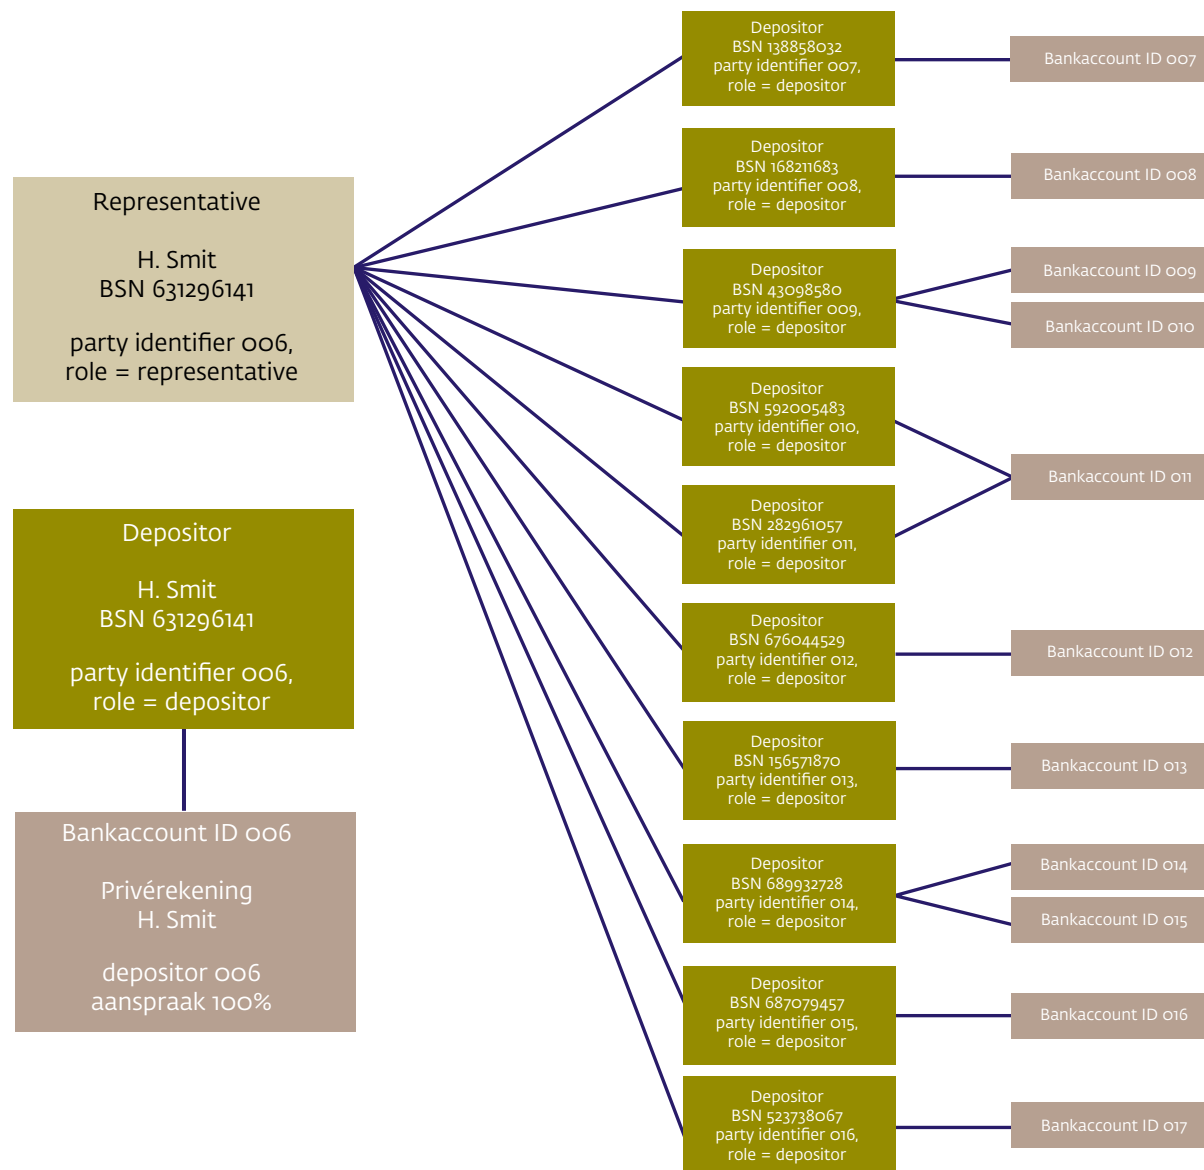 Representative
H. Smit
BSN 631296141
party identifier 006,
role = representative
Depositor
H. Smit
BSN 631296141
party identifier 006,
role = depositor
Bankaccount ID 006
Privérekening
H. Smit
depositor 006
aanspraak 100%
Depositor
BSN 138858032
party identifier 007,
role = depositor
Bankaccount ID 007
Depositor
BSN 168211683
party identifier 008,
role = depositor
Bankaccount ID 008
Depositor
BSN 43098580
party identifier 009,
role = depositor
Bankaccount ID 009
Bankaccount ID 010
Depositor
BSN 592005483
party identifier 010,
role = depositor
Depositor
BSN 282961057
party identifier 011,
role = depositor
Bankaccount ID 011
Depositor
BSN 676044529
party identifier 012,
role = depositor
Bankaccount ID 012
Depositor
BSN 156571870
party identifier 013,
role = depositor
Bankaccount ID 013
Depositor
BSN 689932728
party identifier 014,
role = depositor
Bankaccount ID 014
Bankaccount ID 015
Depositor
BSN 687079457
party identifier 015,
role = depositor
Bankaccount ID 016
Depositor
BSN 523738067
party identifier 016,
role = depositor
Bankaccount ID 017